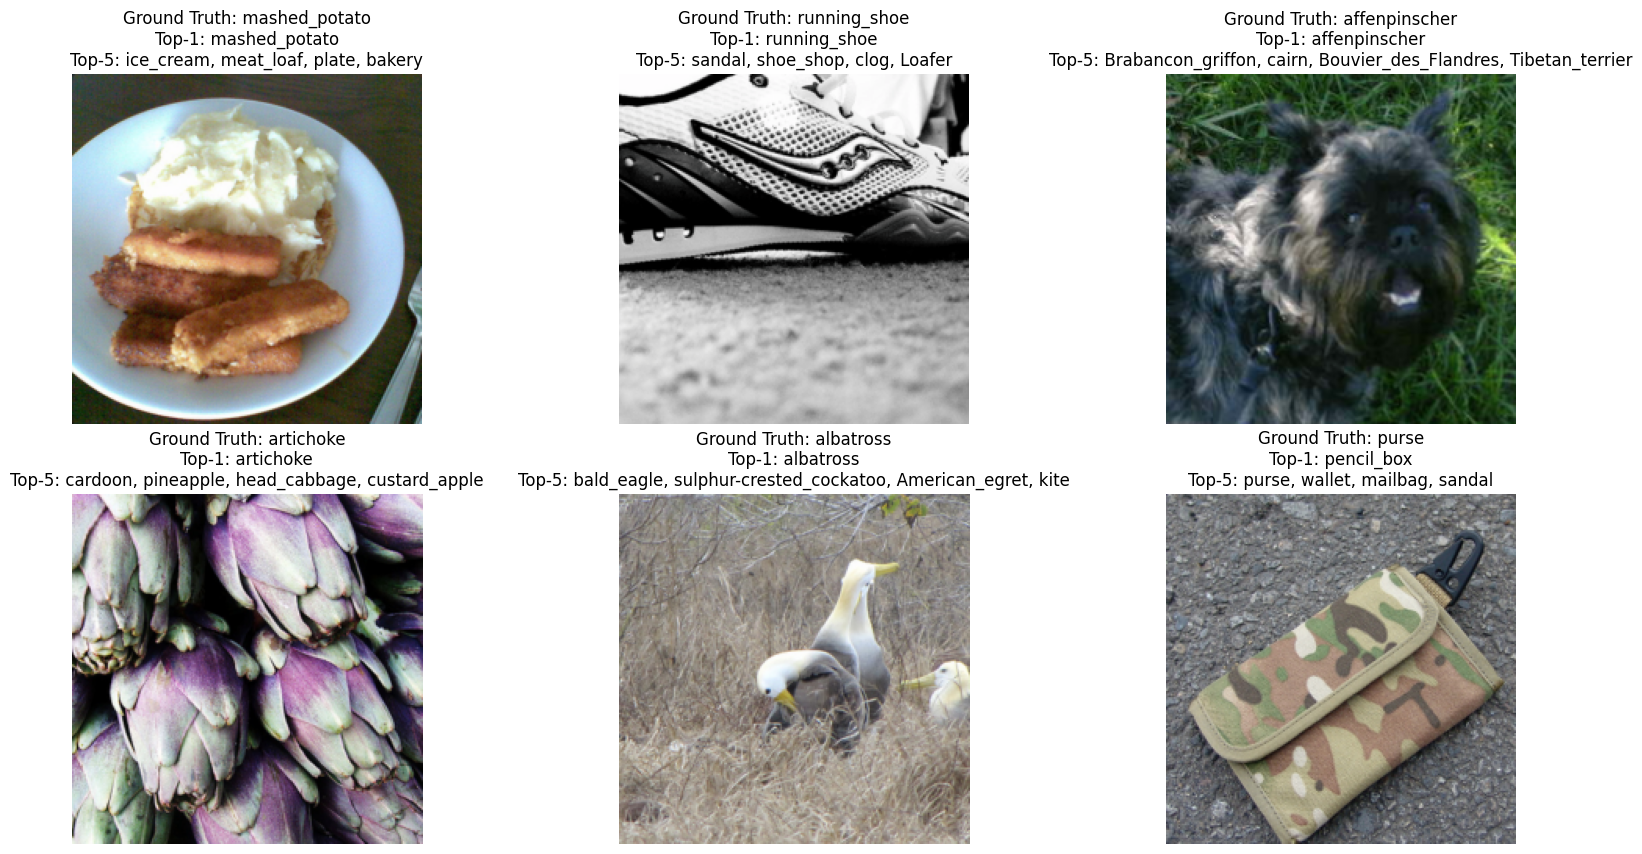 Ground Truth: mashed_potato
Top-1: mashed_potato
Top-5: ice_cream, meat_loaf, plate, bakery
Ground Truth: running_shoe
Top-1: running_shoe
Top-5: sandal, shoe_shop, clog, Loafer
Ground Truth: affenpinscher
Top-1: affenpinscher
Top-5: Brabancon_griffon, cairn, Bouvier_des_Flandres, Tibetan_terrier
Ground Truth: artichoke
Top-1: artichoke
Top-5: cardoon, pineapple, head_cabbage, custard_apple
Ground Truth: albatross
Top-1: albatross
Top-5: bald_eagle, sulphur-crested_cockatoo, American_egret, kite
Ground Truth: purse
Top-1: pencil_box
Top-5: purse, wallet, mailbag, sandal